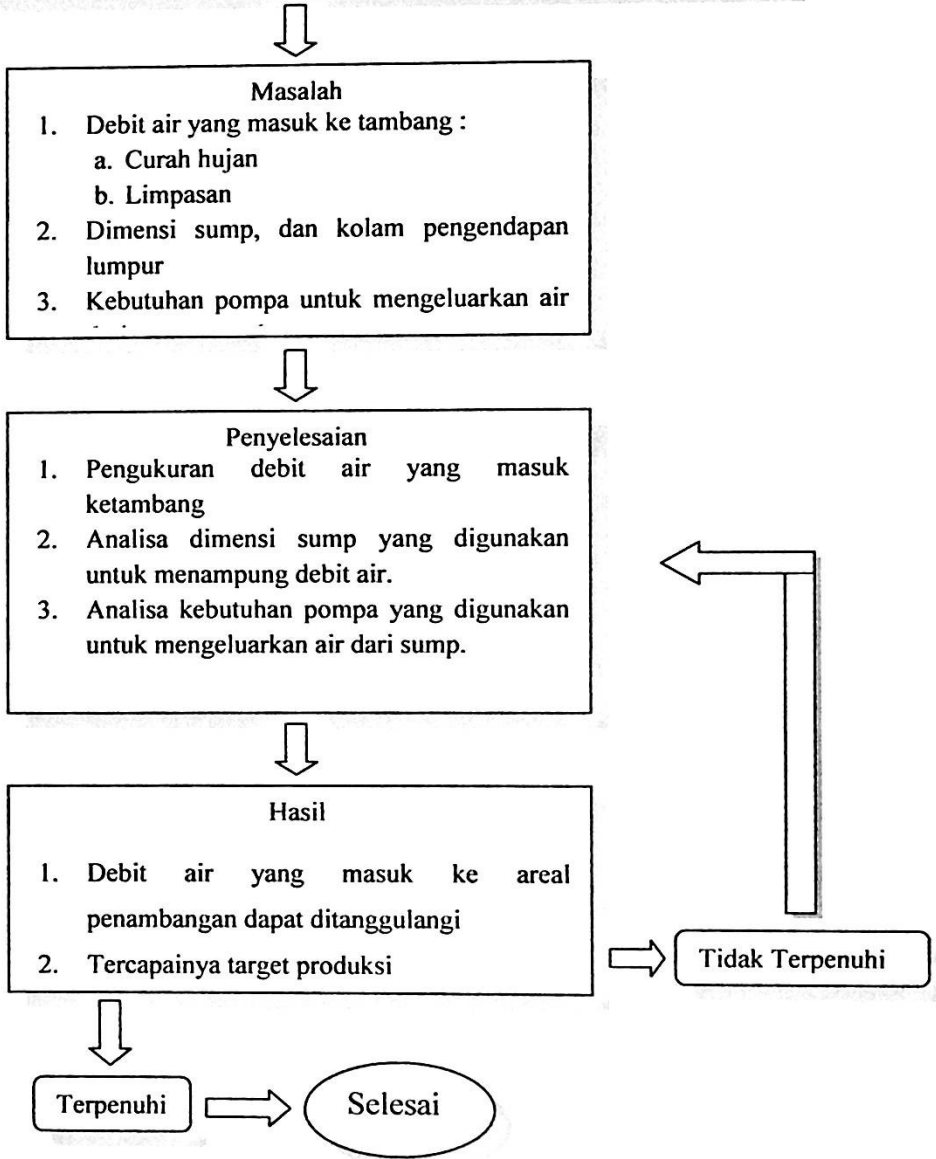 Masalah
1. Debit air yang masuk ke tambang :
a. Curah hujan
b. Limpasan
2. Dimensi sump, dan kolam pengendapan
lumpur
3. Kebutuhan pompa untuk mengeluarkan air
Penyelesaian
1. Pengukuran debit air yang masuk
ketambang
2. Analisa dimensi sump yang digunakan
untuk menampung debit air.
3. Analisa kebutuhan pompa yang digunakan
untuk mengeluarkan air dari sump.
Hasil
1. Debit air yang masuk ke areal
penambangan dapat ditanggulangi
2. Tercapainya target produksi
Tidak Terpenuhi
Terpenuhi
Selesai